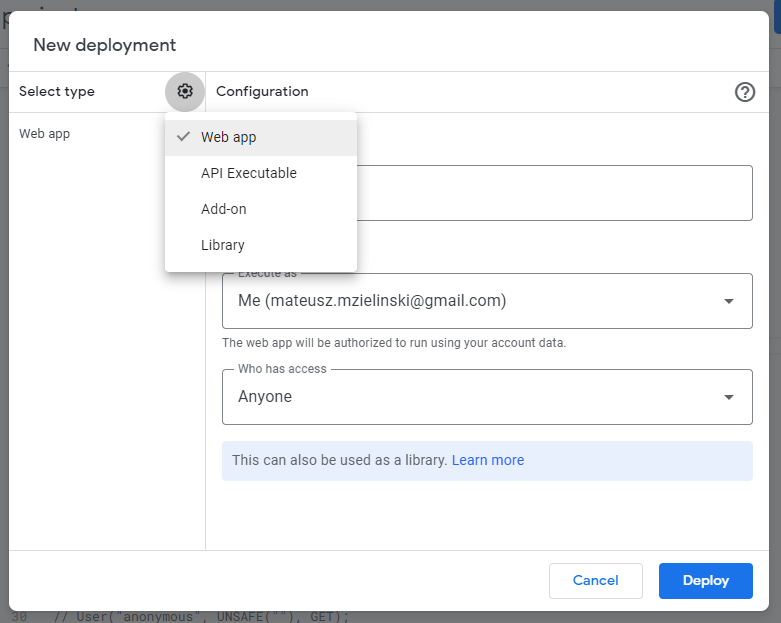 New deployment
Select type
Configuration
Web app
Web app
API Executable
Add-on
Library
Execute as
Me (mateusz.mzielinski@gmail.com)
The web app will be authorized to run using your account data.
Who has access
Anyone
This can also be used as a library. Learn more
Cancel
Deploy
30 // User("anonymous", UNSAFE(""), GET);